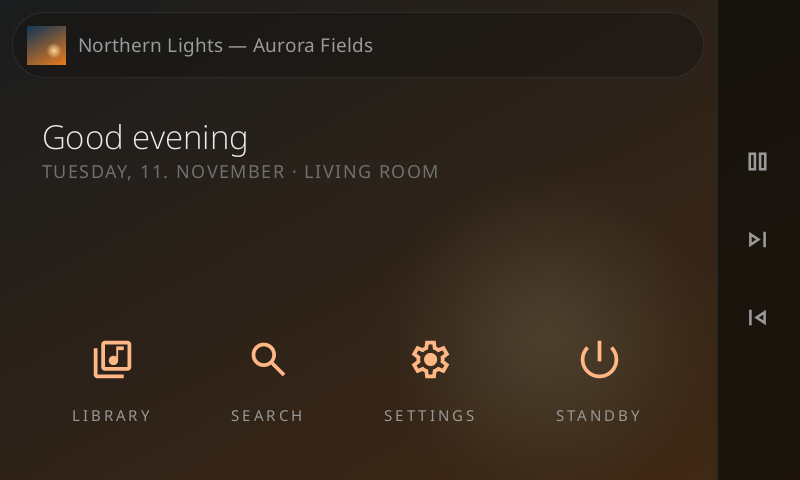 Northern Lights — Aurora Fields
Good evening
TUESDAY, 11. NOVEMBER · LIVING ROOM
LIBRARY
SEARCH
SETTINGS
STANDBY